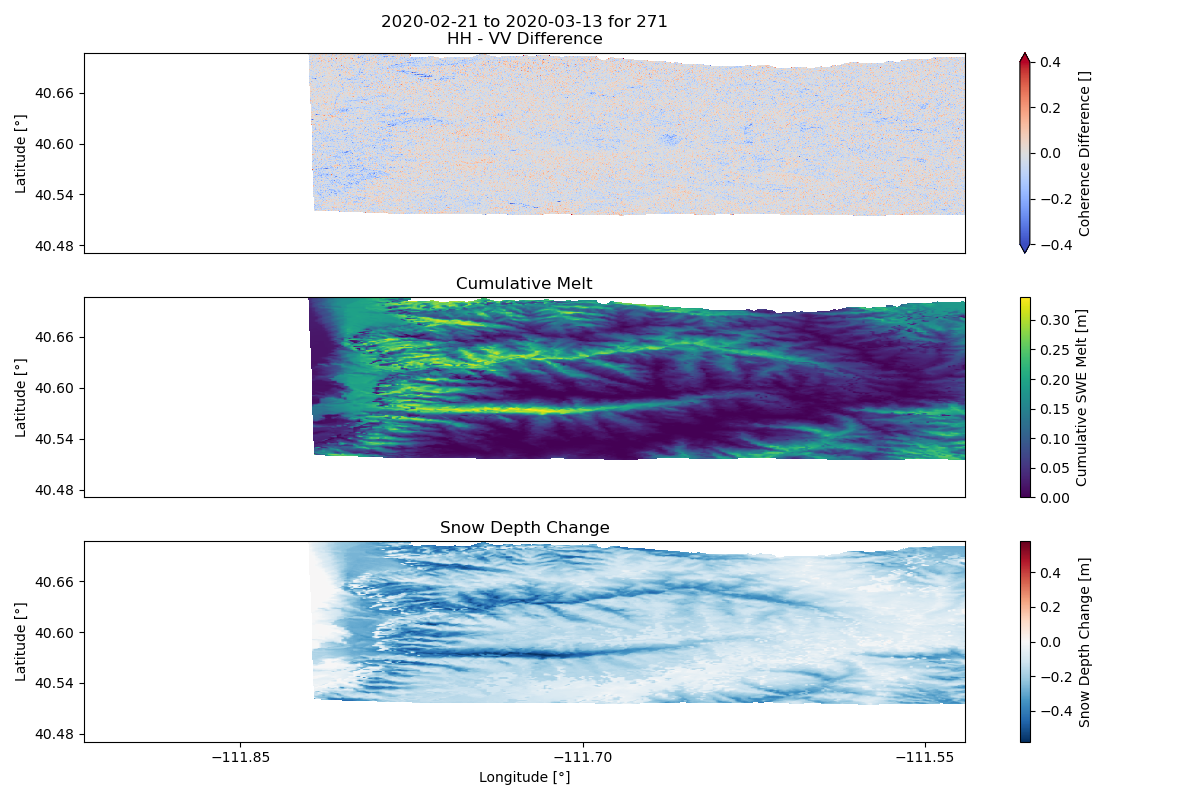 2020-02-21 to 2020-03-13 for 271
HH - VV Difference
40.66
40.60
40.54
40.48
Latitude [°]
0.4
0.2
0.0
−0.2
−0.4
Coherence Difference []
Cumulative Melt
40.66
40.60
40.54
40.48
Latitude [°]
0.30
0.25
0.20
0.15
0.10
0.05
0.00
Cumulative SWE Melt [m]
Snow Depth Change
40.66
40.60
40.54
40.48
Latitude [°]
0.4
0.2
0.0
−0.2
−0.4
Snow Depth Change [m]
−111.85
−111.70
−111.55
Longitude [°]